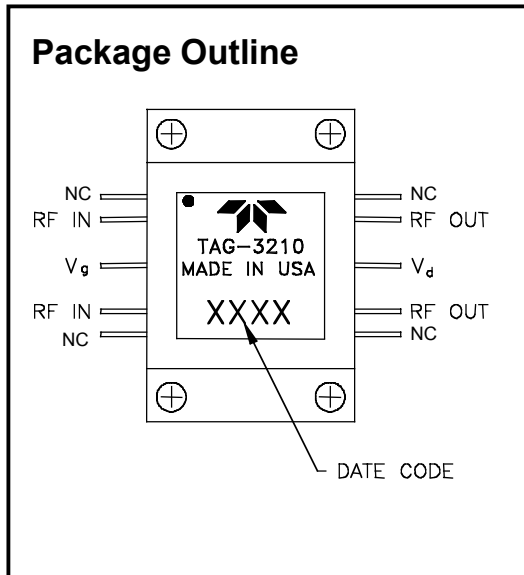 Package Outline
NC
RF IN
Vg
RF IN
NC
TAG-3210
MADE IN USA
XXXX
NC
RF OUT
Vd
RF OUT
NC
DATE CODE